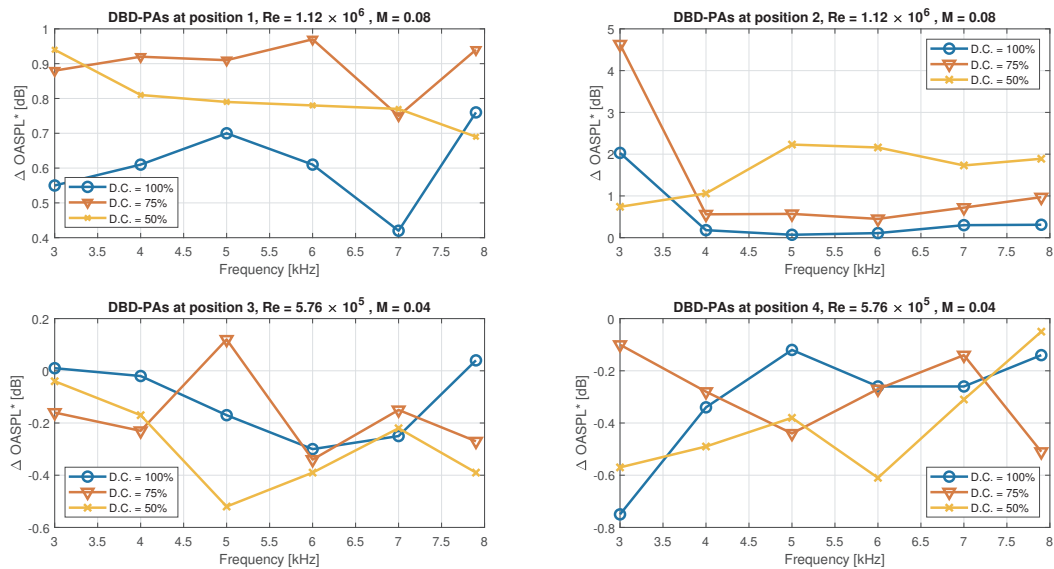 DBD-PAs at position 1, Re = 1.12 × 10⁶ , M = 0.08
Δ OASPL* [dB]
1
0.9
0.8
0.7
0.6
0.5
0.4
D.C. = 100%
D.C. = 75%
D.C. = 50%
3 3.5 4 4.5 5 5.5 6 6.5 7 7.5 8
Frequency [kHz]
DBD-PAs at position 2, Re = 1.12 × 10⁶ , M = 0.08
Δ OASPL* [dB]
5
4
3
2
1
0
D.C. = 100%
D.C. = 75%
D.C. = 50%
3 3.5 4 4.5 5 5.5 6 6.5 7 7.5 8
Frequency [kHz]
DBD-PAs at position 3, Re = 5.76 × 10⁵ , M = 0.04
Δ OASPL* [dB]
0.2
0
-0.2
-0.4
-0.6
D.C. = 100%
D.C. = 75%
D.C. = 50%
3 3.5 4 4.5 5 5.5 6 6.5 7 7.5 8
Frequency [kHz]
DBD-PAs at position 4, Re = 5.76 × 10⁵ , M = 0.04
Δ OASPL* [dB]
0
-0.2
-0.4
-0.6
-0.8
D.C. = 100%
D.C. = 75%
D.C. = 50%
3 3.5 4 4.5 5 5.5 6 6.5 7 7.5 8
Frequency [kHz]